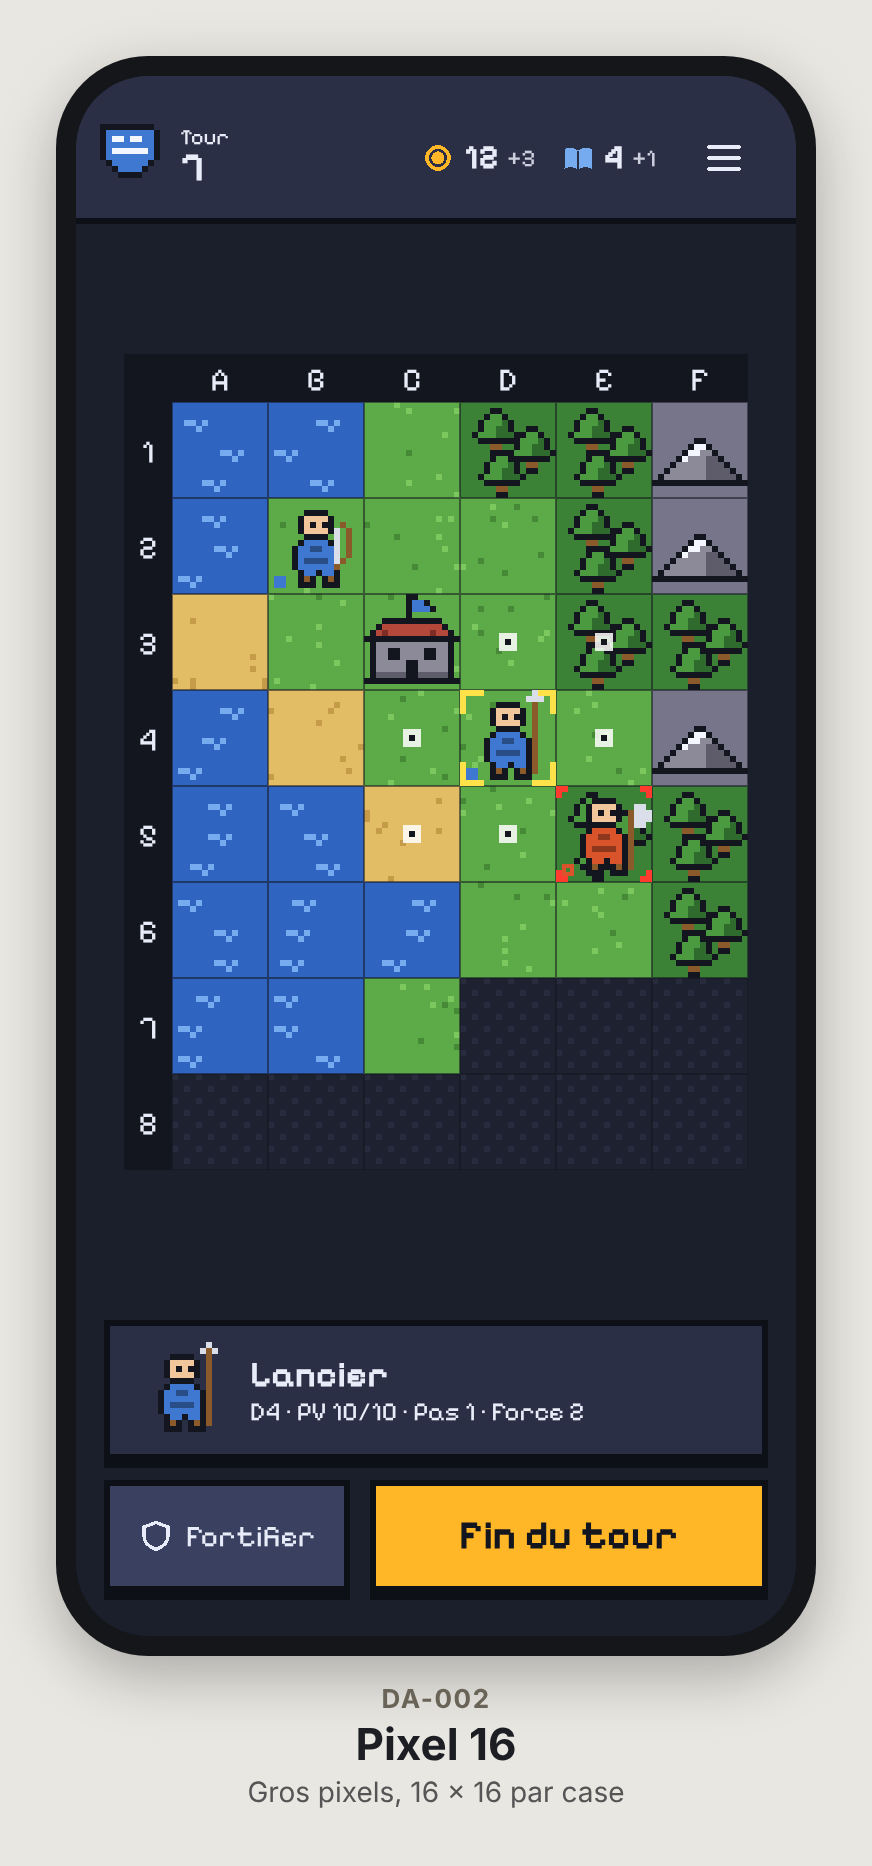 Tour
7
12 +3 4 +1
A B C D E F
1
2
3
4
5
6
7
8
Lancier
D4 · PV 10/10 · Pas 1 · Force 2
Fortifier
Fin du tour
DA-002
Pixel 16
Gros pixels, 16 × 16 par case